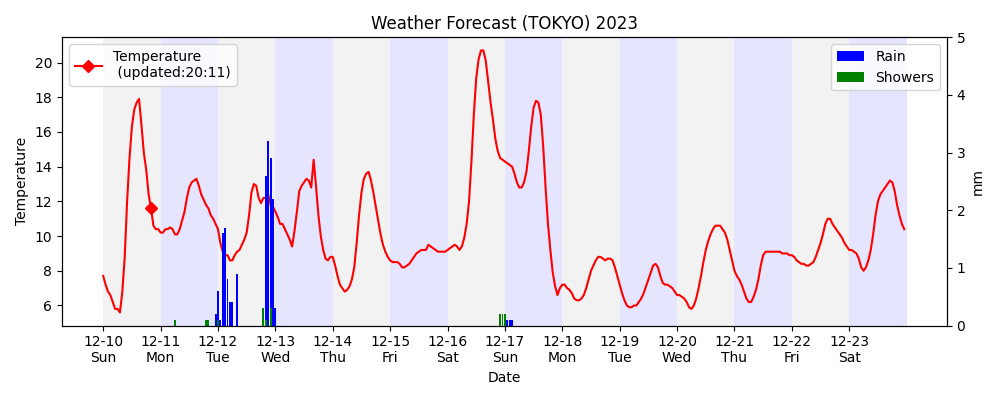 Weather Forecast (TOKYO) 2023
Temperature
(updated:20:11)
Rain
Showers
Temperature
20
18
16
14
12
10
8
6
5
4
3
2
1
0
mm
12-10 12-11 12-12 12-13 12-14 12-15 12-16 12-17 12-18 12-19 12-20 12-21 12-22 12-23
Sun Mon Tue Wed Thu Fri Sat Sun Mon Tue Wed Thu Fri Sat
Date